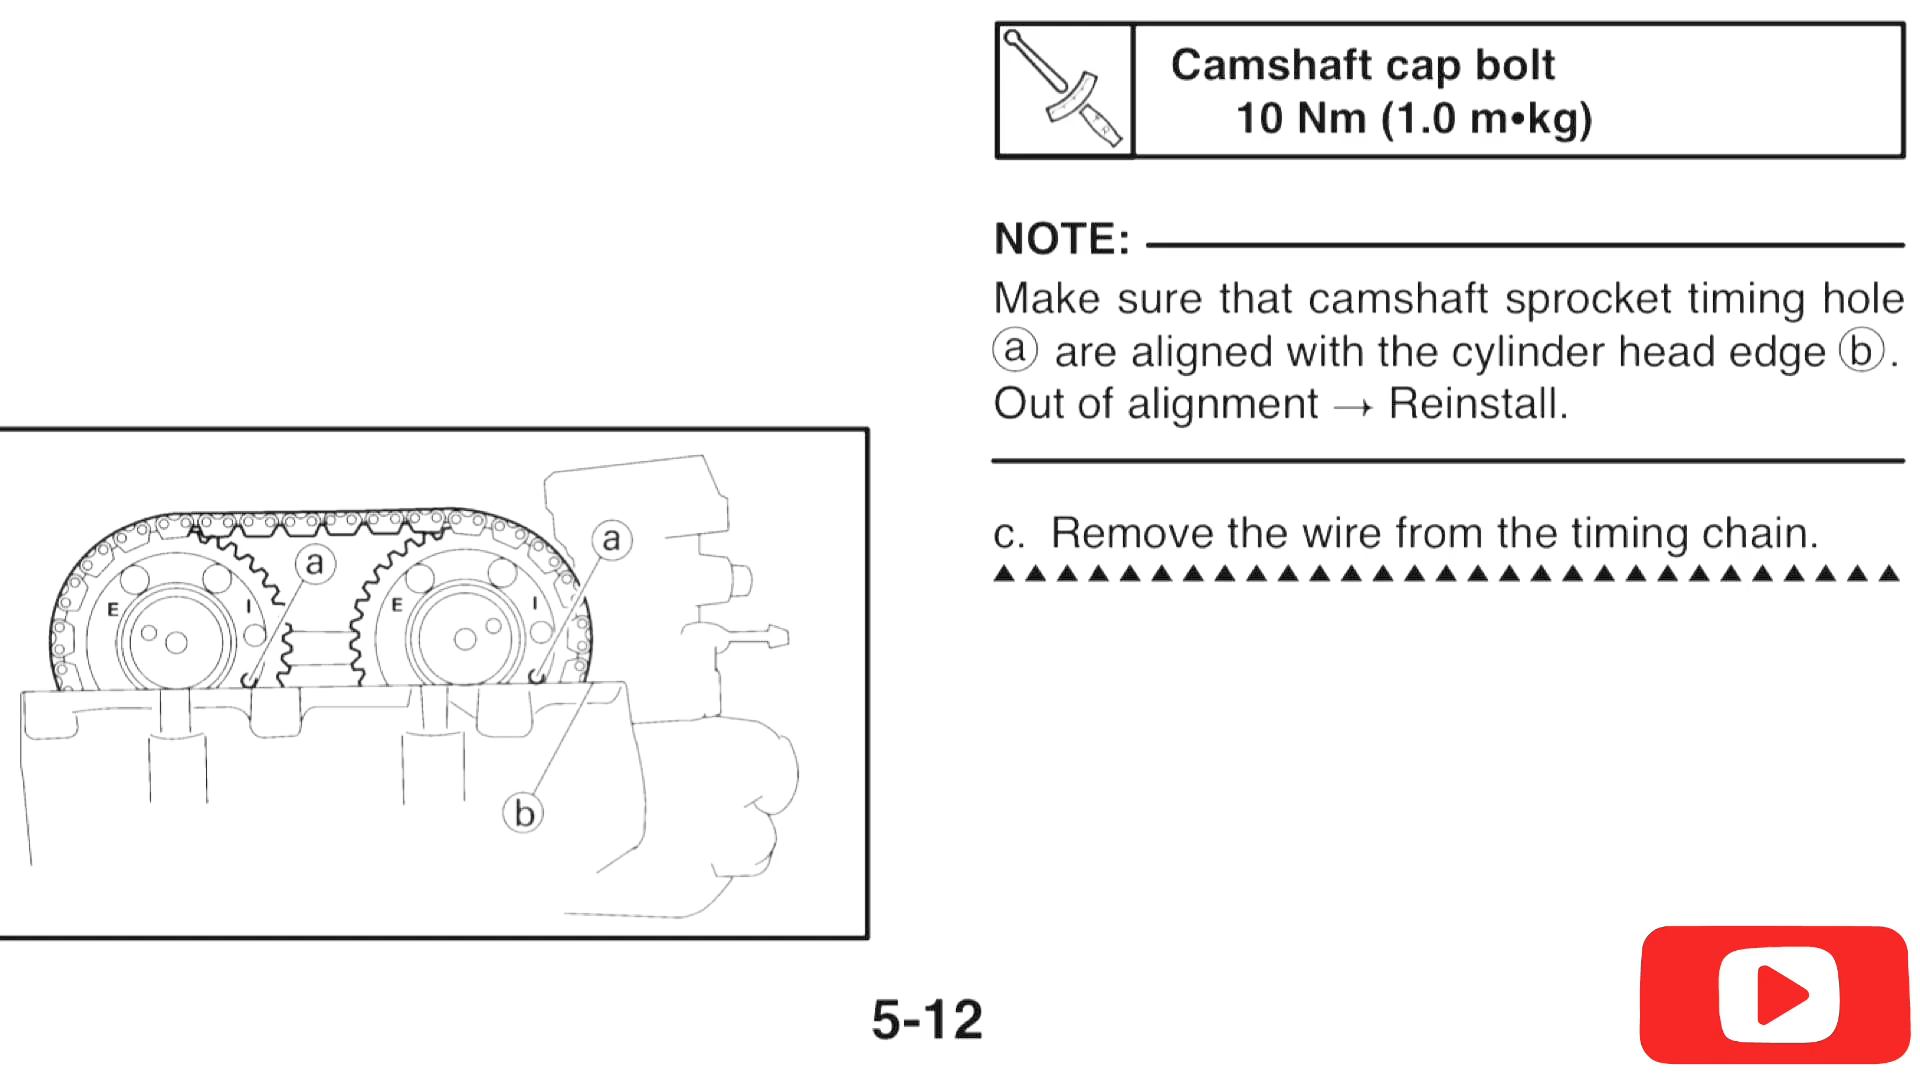 Camshaft cap bolt
10 Nm (1.0 m•kg)
NOTE:
Make sure that camshaft sprocket timing hole
ⓐ are aligned with the cylinder head edge ⓑ.
Out of alignment → Reinstall.
c. Remove the wire from the timing chain.
ⓐ
ⓐ
E
I
E
I
ⓑ
5-12